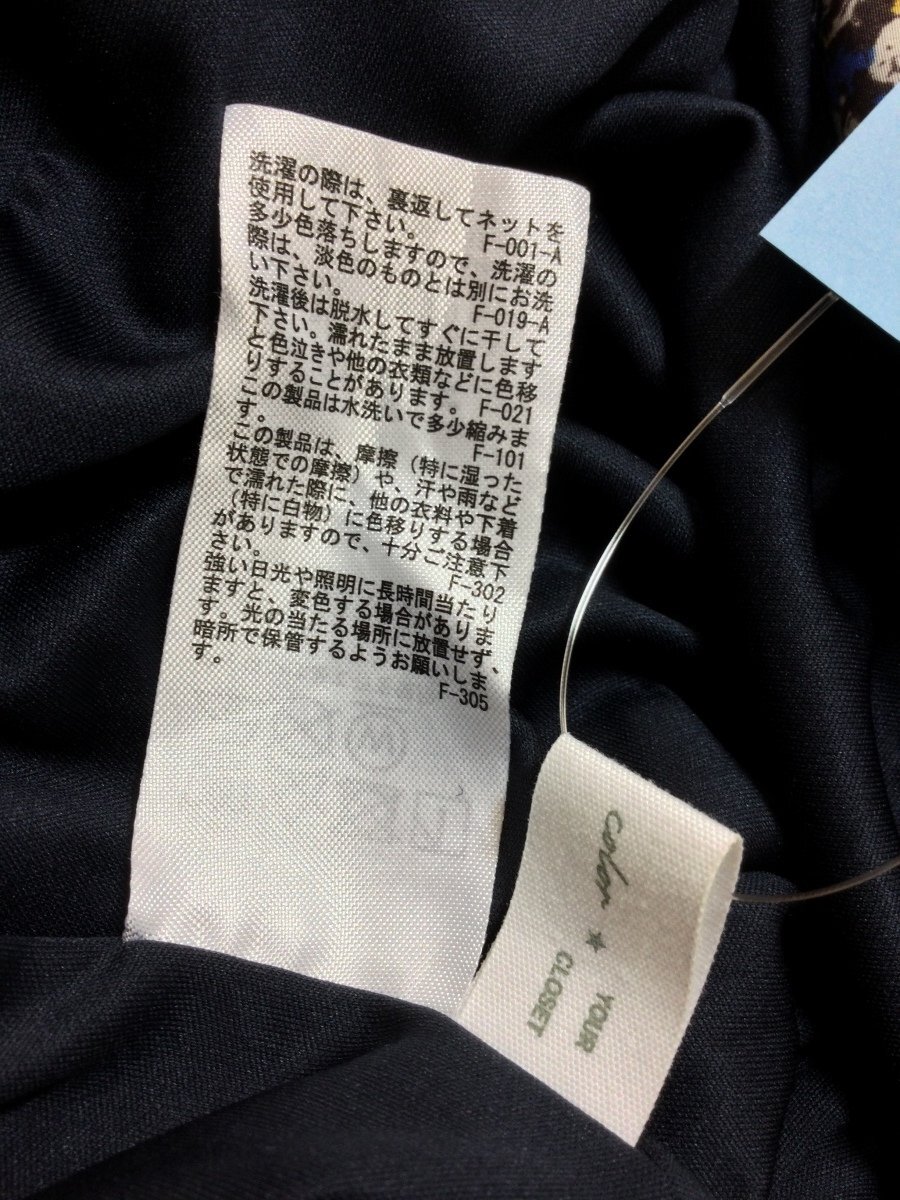 洗濯の際は、裏返してネットを
使用して下さい。
F-001-A
多少色落ちしますので、洗濯の
際は、淡色のものとは別にお洗
い下さい。
F-019-A
洗濯後は脱水してすぐに干して
下さい。濡れたまま放置します
と色泣きや他の衣類などに色移
りすることがあります。 F-021
この製品は水洗いで多少縮みま
す。
F-101
この製品は、摩擦（特に湿った
状態での摩擦）や、汗や雨など
で濡れた際に、他の衣料や下着
（特に白物）に色移りする場合
がありますので、十分ご注意下
さい。
F-302
強い日光や照明に長時間当たり
ますと、変色する場合がありま
す。光の当たる場所に放置せず、
暗所で保管するようお願いしま
す。
F-305
color ★ YOUR
CLOSET